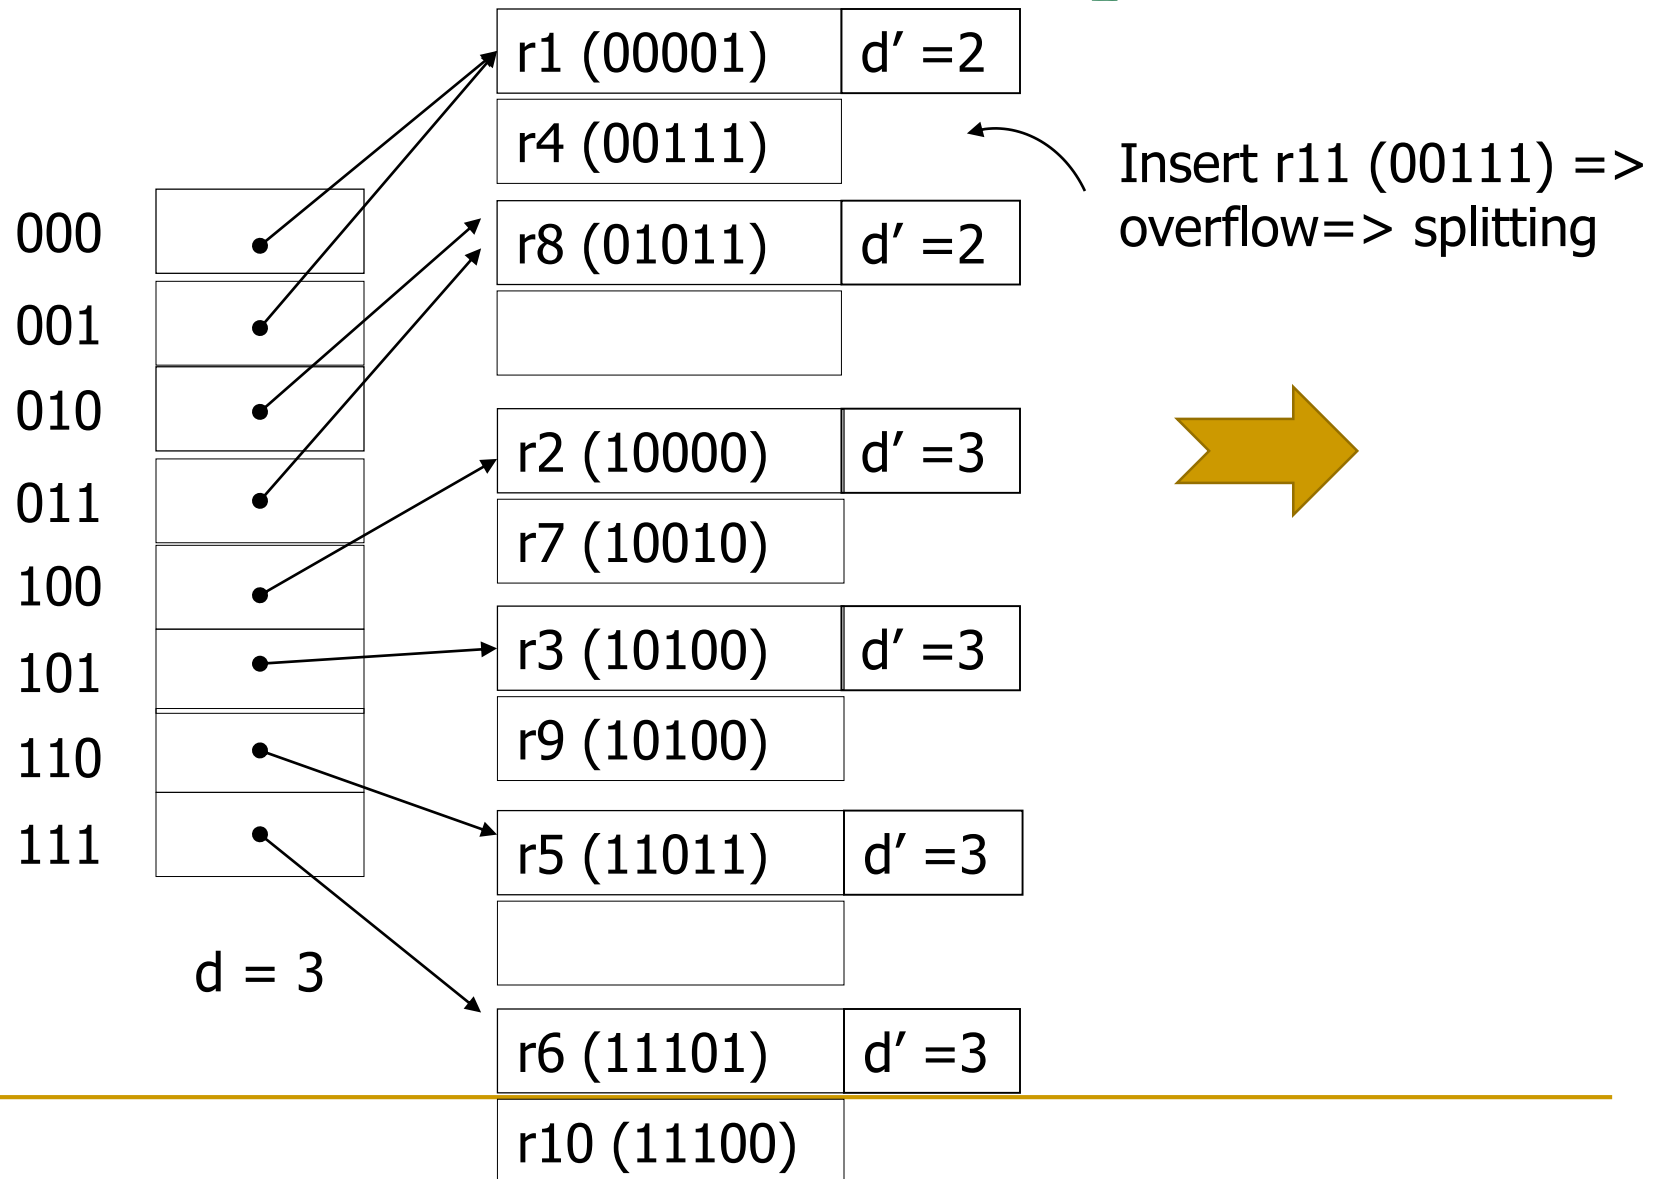 r1 (00001) d′ =2
r4 (00111)
Insert r11 (00111) =>
overflow=> splitting
000
r8 (01011) d′ =2
001
010
r2 (10000) d′ =3
011
r7 (10010)
100
r3 (10100) d′ =3
101
r9 (10100)
110
111
r5 (11011) d′ =3
d = 3
r6 (11101) d′ =3
r10 (11100)